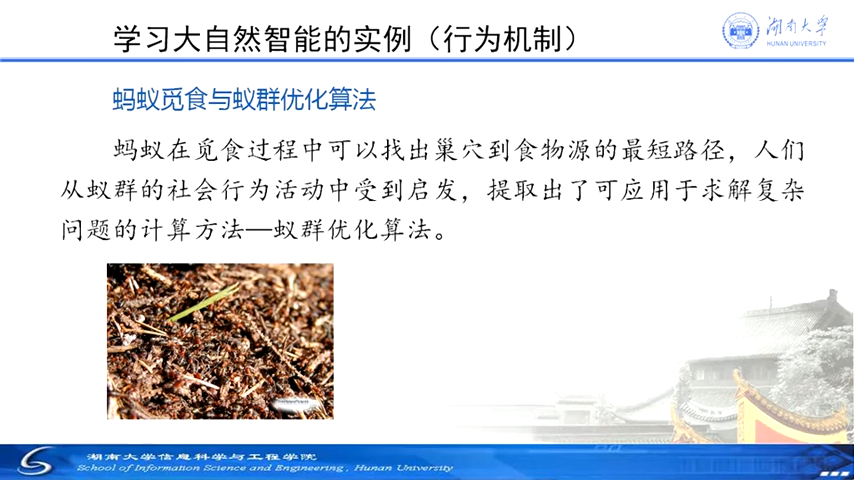 学习大自然智能的实例（行为机制）
湖南大学
HUNAN UNIVERSITY
蚂蚁觅食与蚁群优化算法
蚂蚁在觅食过程中可以找出巢穴到食物源的最短路径，人们
从蚁群的社会行为活动中受到启发，提取出了可应用于求解复杂
问题的计算方法—蚁群优化算法。
湖南大学信息科学与工程学院
School of Information Science and Engineering , Hunan University